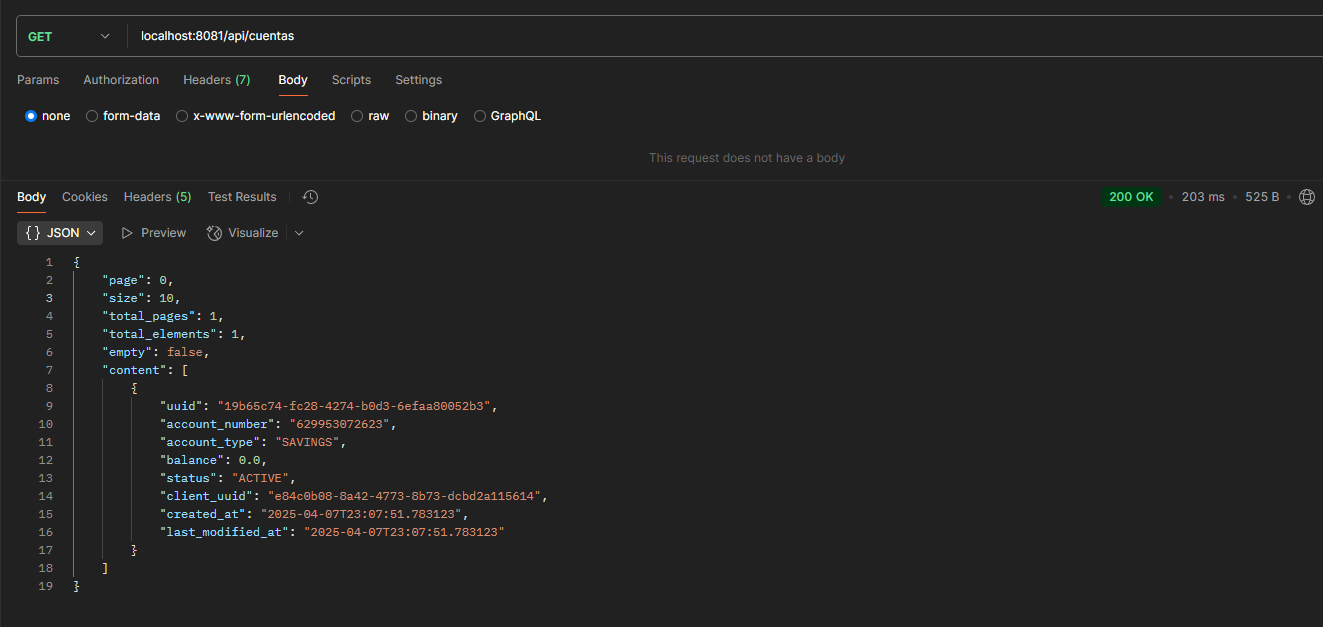 GET localhost:8081/api/cuentas
Params Authorization Headers (7) Body Scripts Settings
none form-data x-www-form-urlencoded raw binary GraphQL
This request does not have a body
Body Cookies Headers (5) Test Results 200 OK • 203 ms • 525 B •
{} JSON Preview Visualize
1 {
2 "page": 0,
3 "size": 10,
4 "total_pages": 1,
5 "total_elements": 1,
6 "empty": false,
7 "content": [
8 {
9 "uuid": "19b65c74-fc28-4274-b0d3-6efaa80052b3",
10 "account_number": "629953072623",
11 "account_type": "SAVINGS",
12 "balance": 0.0,
13 "status": "ACTIVE",
14 "client_uuid": "e84c0b08-8a42-4773-8b73-dcbd2a115614",
15 "created_at": "2025-04-07T23:07:51.783123",
16 "last_modified_at": "2025-04-07T23:07:51.783123"
17 }
18 ]
19 }